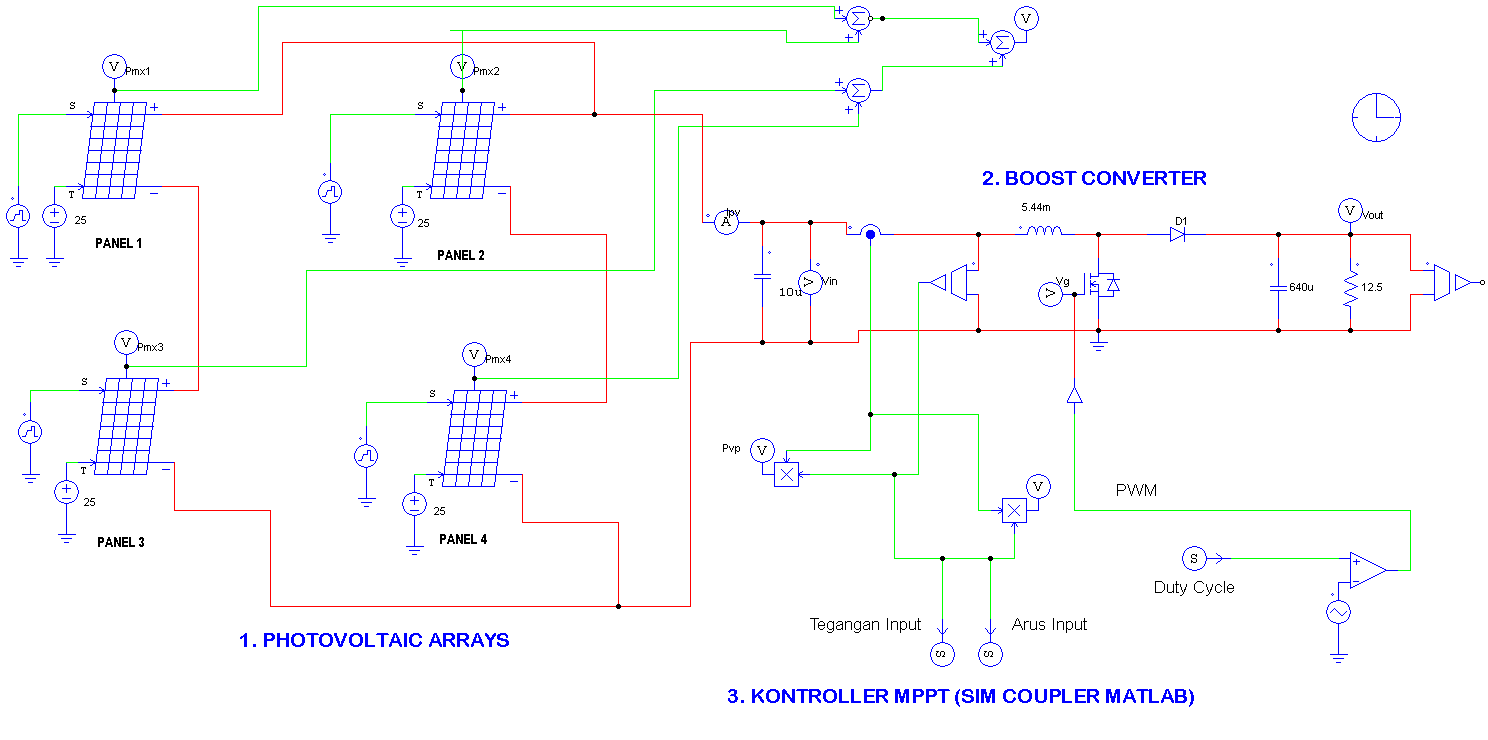 V
Pmx1
V
Pmx2
Σ
Σ
V
Σ
S
T
25
PANEL 1
S
T
25
PANEL 2
V
Pmx3
V
Pmx4
S
T
25
PANEL 3
S
T
25
PANEL 4
1. PHOTOVOLTAIC ARRAYS
2. BOOST CONVERTER
Ipv
A
10u
V
Vin
5.44m
D1
V
Vout
Vg
V
640u
12.5
Pvp
V
V
PWM
S
Duty Cycle
Tegangan Input
Arus Input
S
S
3. KONTROLLER MPPT (SIM COUPLER MATLAB)